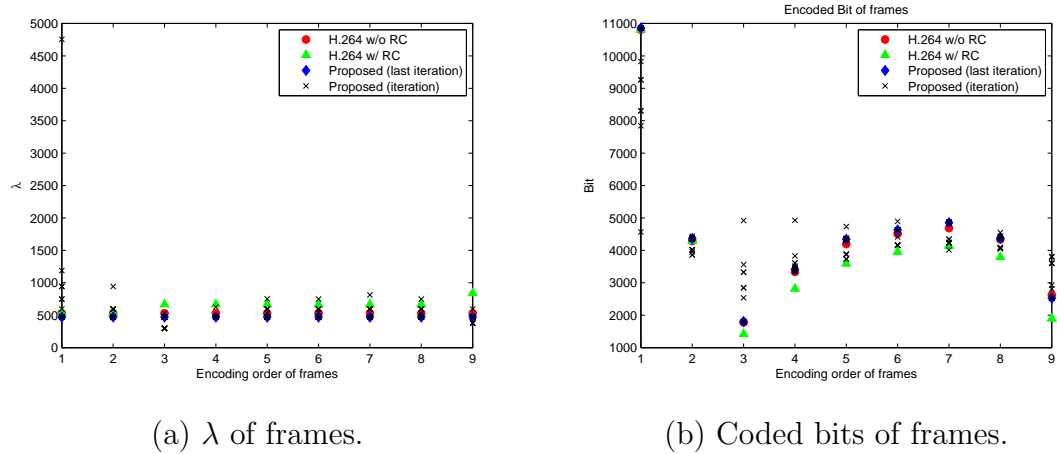 5000
4500
4000
3500
3000
2500
2000
1500
1000
500
0
λ
1 2 3 4 5 6 7 8 9
Encoding order of frames
H.264 w/o RC
H.264 w/ RC
Proposed (last iteration)
Proposed (iteration)
(a) λ of frames.
Encoded Bit of frames
11000
10000
9000
8000
7000
6000
5000
4000
3000
2000
1000
Bit
1 2 3 4 5 6 7 8 9
Encoding order of frames
H.264 w/o RC
H.264 w/ RC
Proposed (last iteration)
Proposed (iteration)
(b) Coded bits of frames.